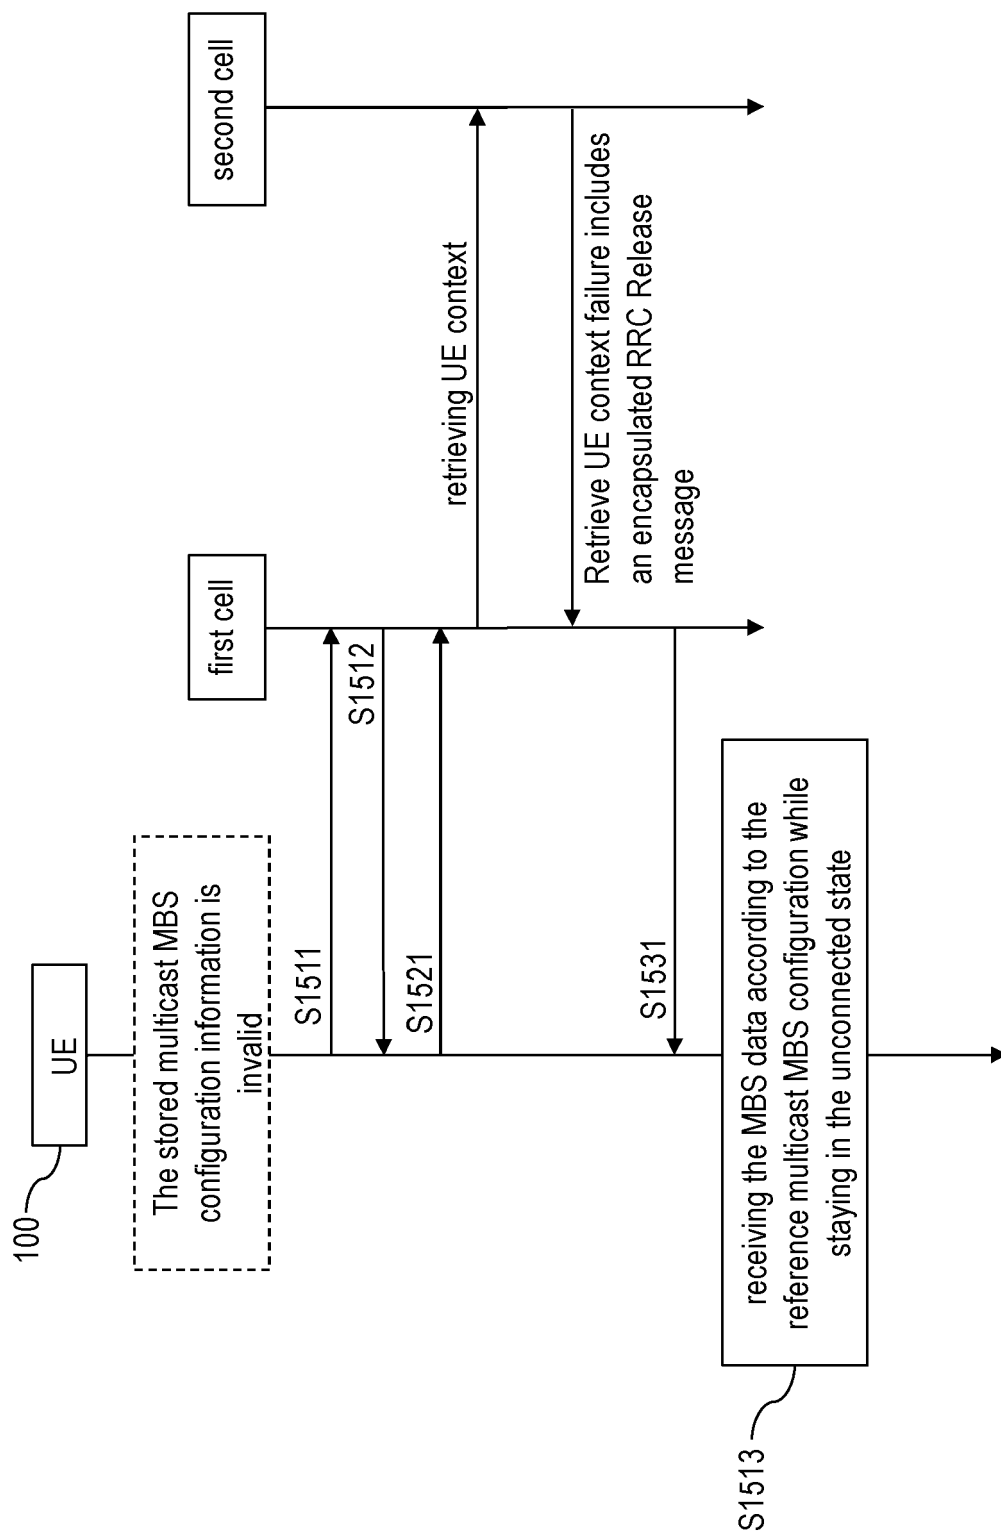 100
UE
first cell
second cell
The stored multicast MBS
configuration information is
invalid
S1511
S1512
S1521
retrieving UE context
Retrieve UE context failure includes
an encapsulated RRC Release
message
S1531
S1513
receiving the MBS data according to the
reference multicast MBS configuration while
staying in the unconnected state